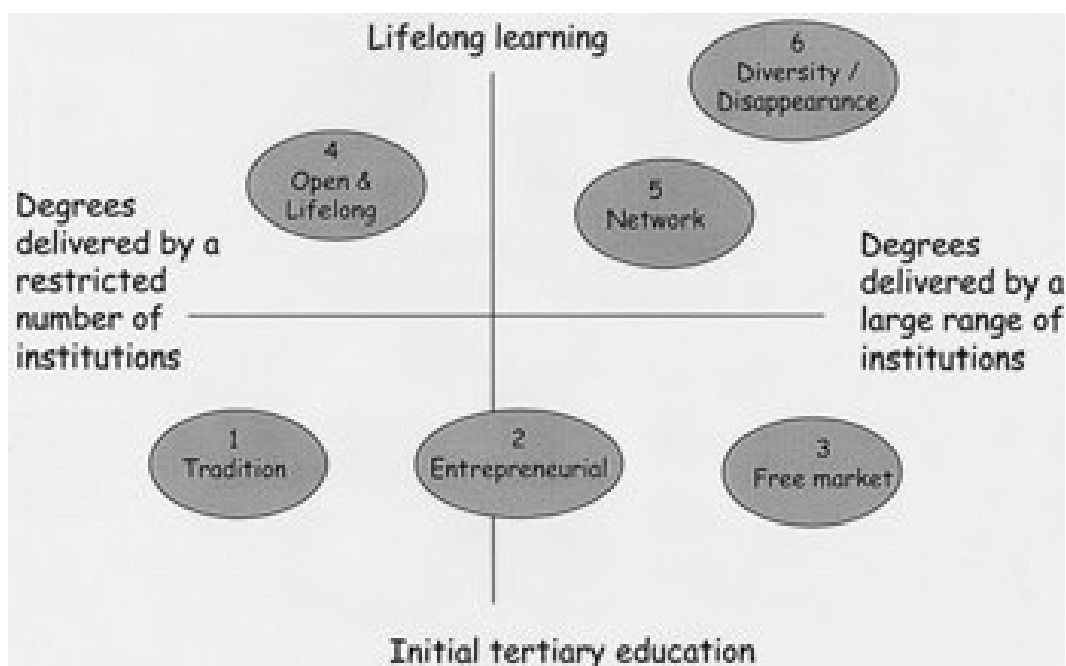 Lifelong learning
6
Diversity /
Disappearance
4
Open &
Lifelong
5
Network
Degrees
delivered by a
restricted
number of
institutions
Degrees
delivered by a
large range of
institutions
1
Tradition
2
Entrepreneurial
3
Free market
Initial tertiary education